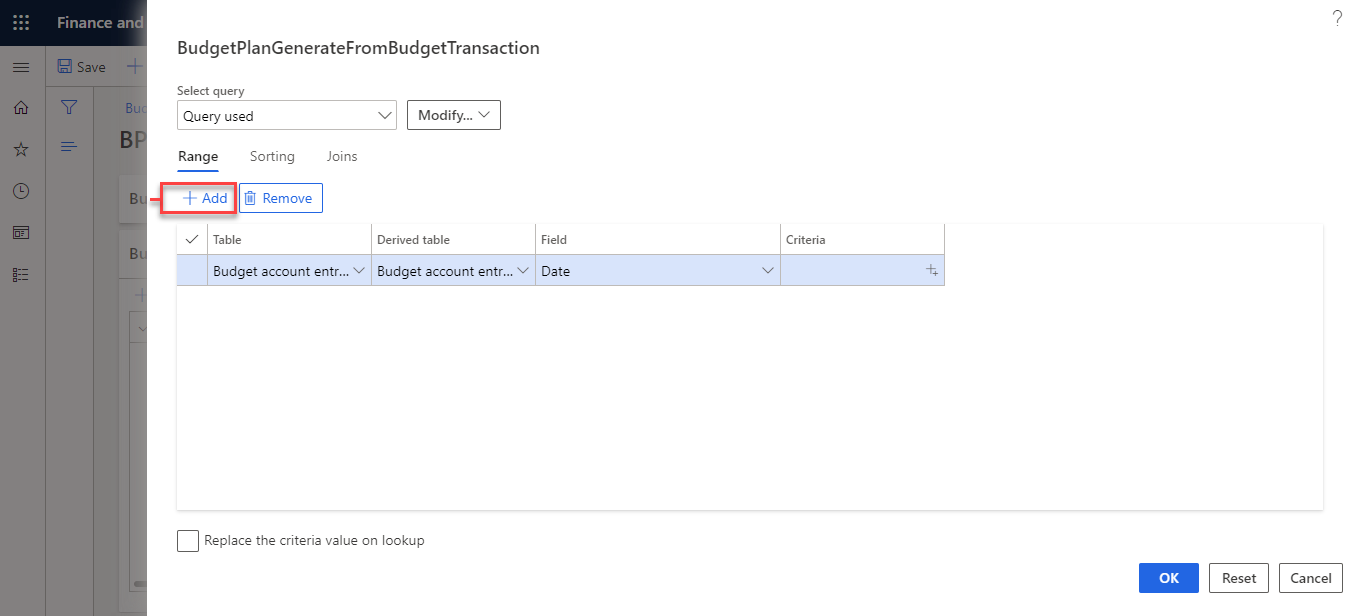 Finance and
?
BudgetPlanGenerateFromBudgetTransaction
Save
Select query
Bud
Query used
Modify...
BP
Range Sorting Joins
Bu
Add Remove
Table Derived table Field Criteria
Bu
Budget account entr... Budget account entr... Date
Replace the criteria value on lookup
OK Reset Cancel